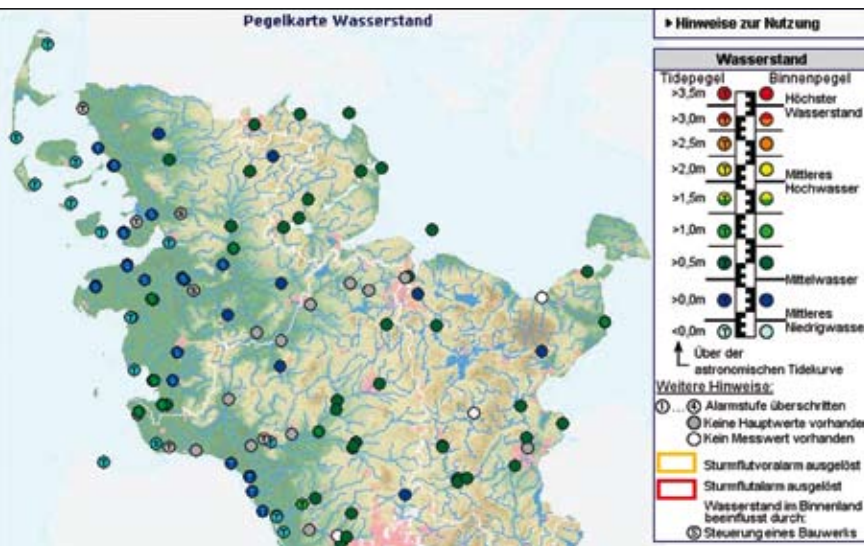 Pegelkarte Wasserstand
Hinweise zur Nutzung
Wasserstand
Tidepegel Binnenpegel
>3,5m
Höchster
Wasserstand
>3,0m
>2,5m
>2,0m
Mittleres
Hochwasser
>1,5m
>1,0m
>0,5m
Mittelwasser
>0,0m
Mittleres
Niedrigwasse
<0,0m
Über der
astronomischen Tidekurve
Weitere Hinweise:
1 .... 4 Alarmstufe überschritten
Keine Hauptwerte vorhander
Kein Messwert vorhanden
Sturmflutvoralarm ausgelöst
Sturmflutalarm ausgelöst
Wasserstand im Binnenland
beeinflusst durch:
S Steuerung eines Bauwerks